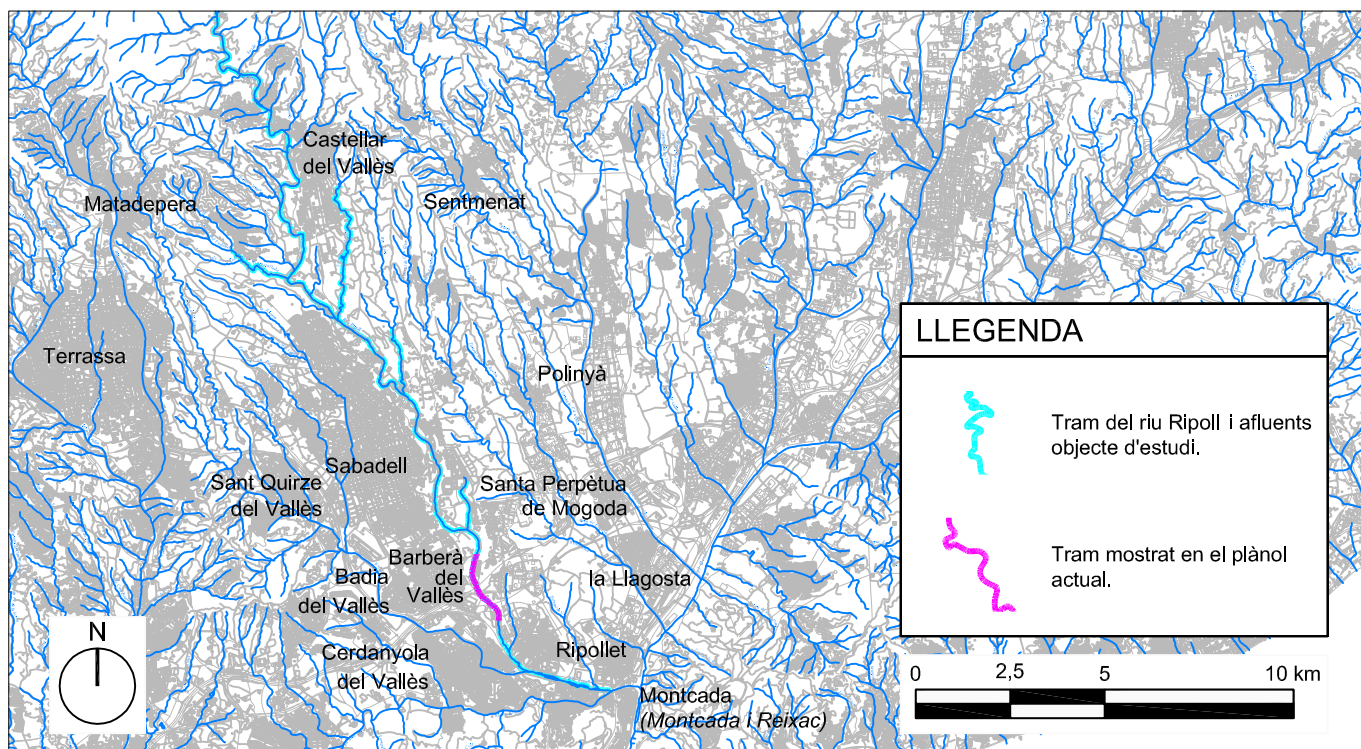 Castellar
del Vallès
Matadepera
Sentmenat
Terrassa
Polinyà
Sabadell
Sant Quirze
del Vallès
Santa Perpètua
de Mogoda
Barberà
del
Vallès
Badia
del Vallès
la Llagosta
Cerdanyola
del Vallès
Ripollet
Montcada
(Montcada i Reixac)
N
LLEGENDA
Tram del riu Ripoll i afluents
objecte d'estudi.
Tram mostrat en el plànol
actual.
0 2,5 5 10 km